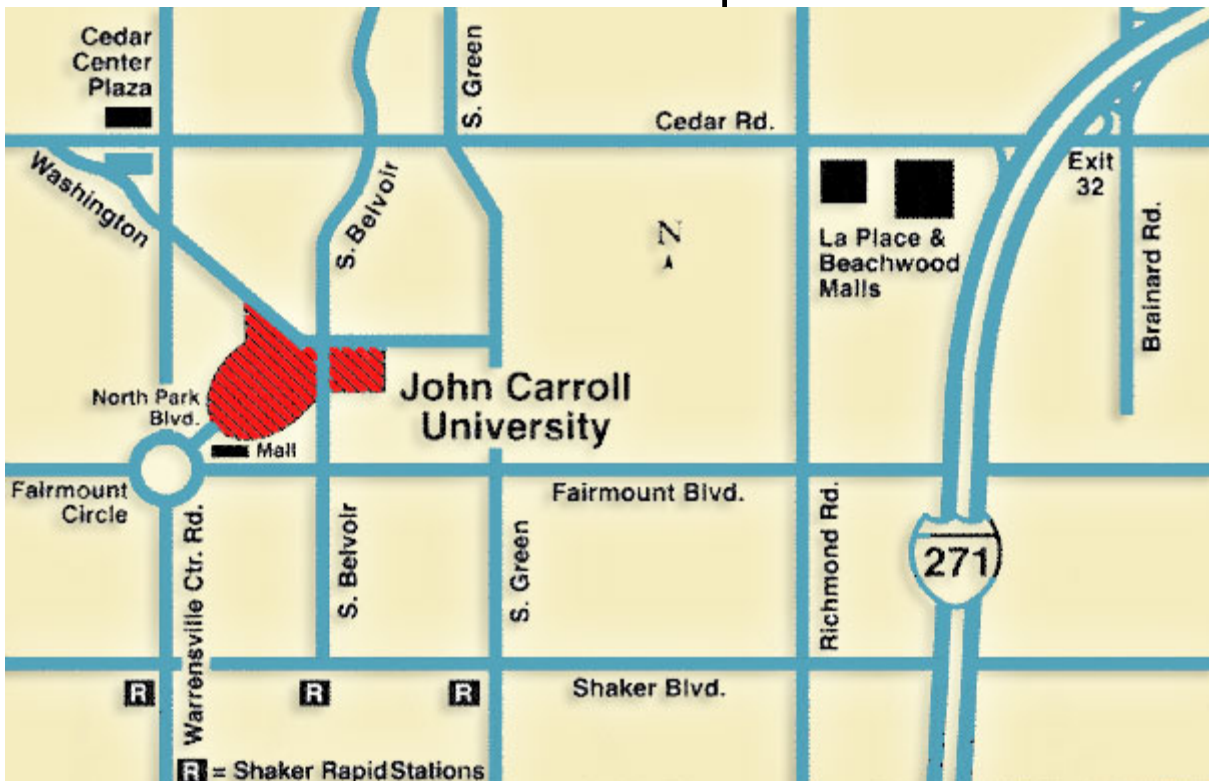 Cedar
Center
Plaza
S. Green
Cedar Rd.
Exit
32
Washington
S. Belvoir
N
La Place &
Beachwood
Malls
Brainard Rd.
John Carroll
University
North Park
Blvd.
Mall
Fairmount
Circle
Fairmount Blvd.
Warrensville Ctr. Rd.
S. Belvoir
S. Green
Richmond Rd.
271
Shaker Blvd.
R
R
R
R = Shaker Rapid Stations